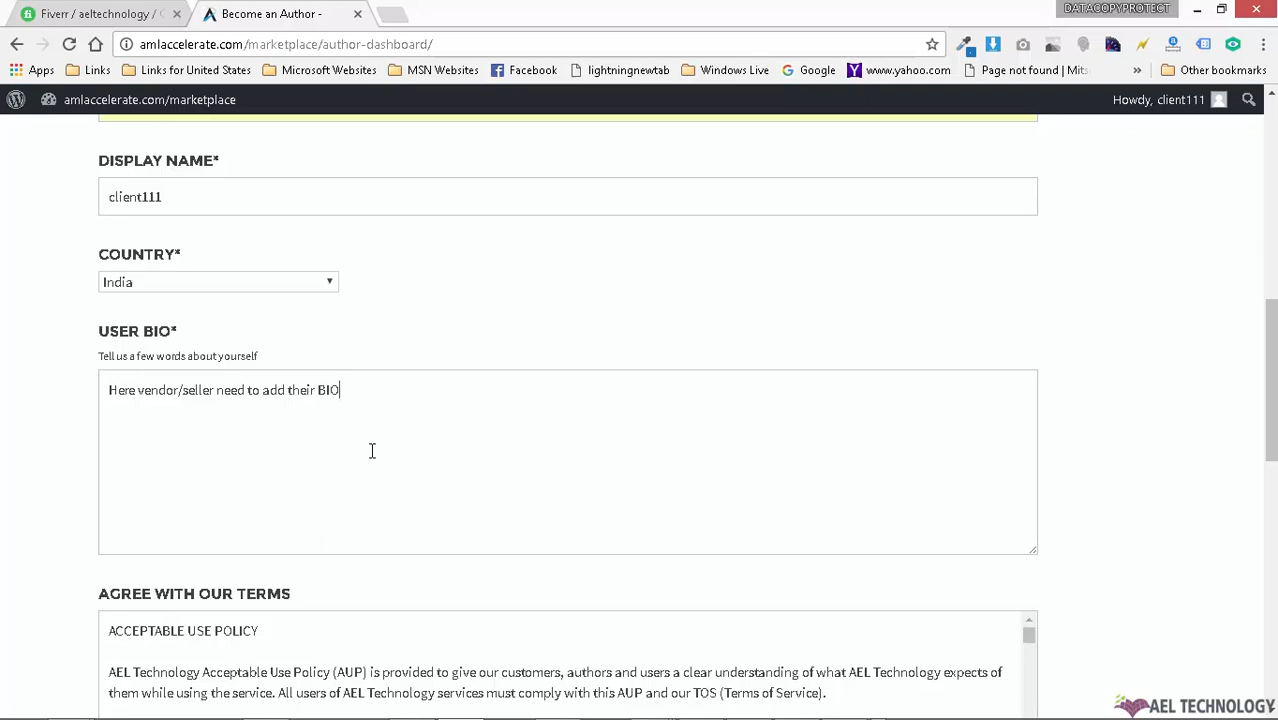 Fiverr / aeltechnology /
Become an Author -
DATACOPYPROTECT
amlaccelerate.com/marketplace/author-dashboard/
Apps
Links
Links for United States
Microsoft Websites
MSN Websites
Facebook
lightningnewtab
Windows Live
Google
www.yahoo.com
Page not found | Mits
»
Other bookmarks
amlaccelerate.com/marketplace
Howdy, client111
DISPLAY NAME*
client111
COUNTRY*
India
USER BIO*
Tell us a few words about yourself
Here vendor/seller need to add their BIO
AGREE WITH OUR TERMS
ACCEPTABLE USE POLICY
AEL Technology Acceptable Use Policy (AUP) is provided to give our customers, authors and users a clear understanding of what AEL Technology expects of
them while using the service. All users of AEL Technology services must comply with this AUP and our TOS (Terms of Service).
AEL TECHNOLOGY